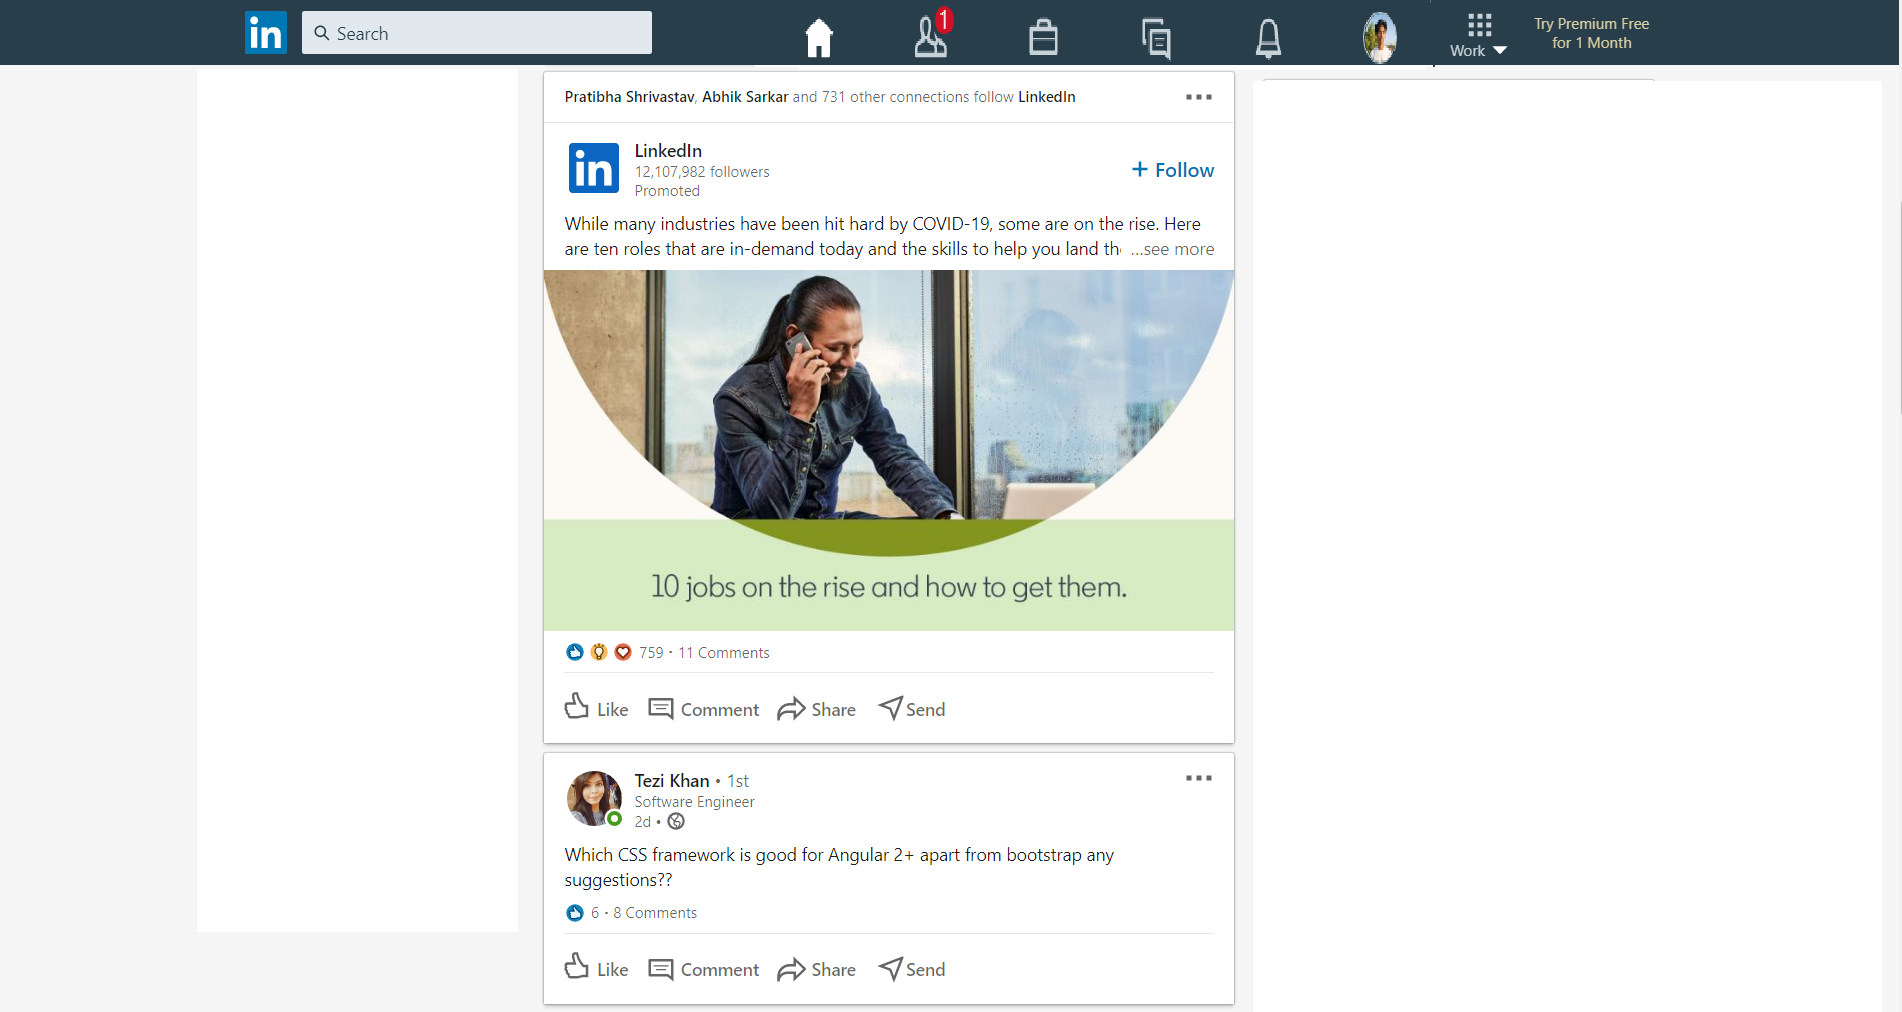 in
Search
1
Work
Try Premium Free
for 1 Month
Pratibha Shrivastav, Abhik Sarkar and 731 other connections follow LinkedIn
in
LinkedIn
12,107,982 followers
Promoted
+ Follow
While many industries have been hit hard by COVID-19, some are on the rise. Here
are ten roles that are in-demand today and the skills to help you land the ...see more
10 jobs on the rise and how to get them.
759 · 11 Comments
Like Comment Share Send
Tezi Khan • 1st
Software Engineer
2d •
Which CSS framework is good for Angular 2+ apart from bootstrap any
suggestions??
6 · 8 Comments
Like Comment Share Send